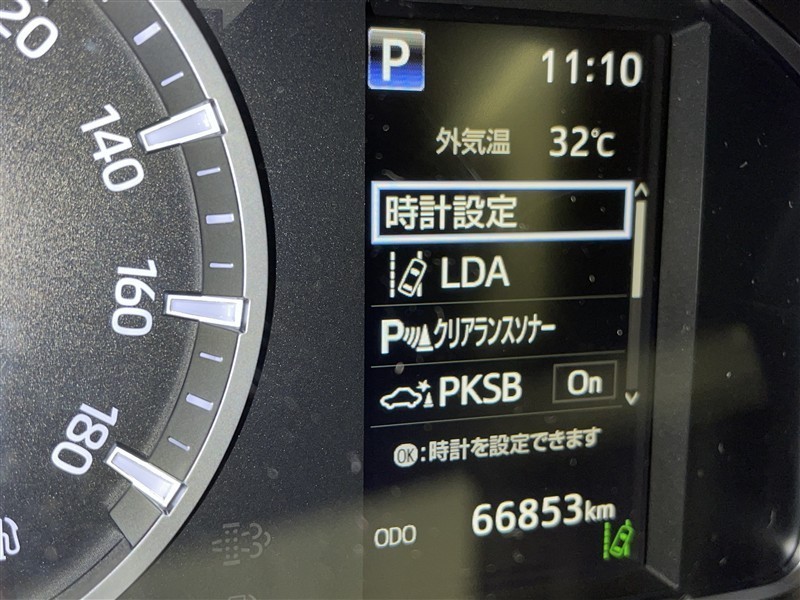 20
140
160
180
P
11:10
外気温 32℃
時計設定
LDA
Pクリアランスソナー
PKSB On
OK:時計を設定できます
ODO 66853km